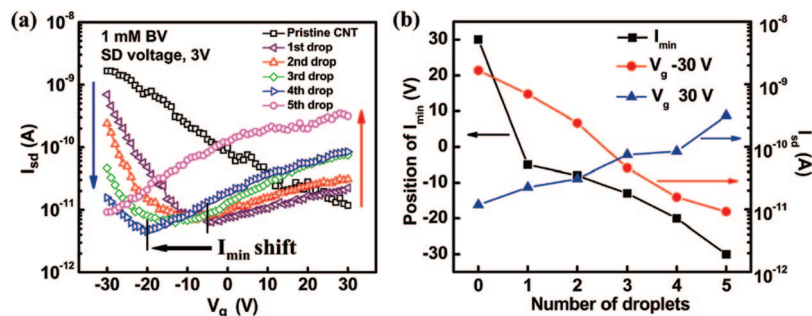 (a)
1 mM BV
SD voltage, 3V
Pristine CNT
1st drop
2nd drop
3rd drop
4th drop
5th drop
I_min shift
I_sd (A)
10^-8
10^-9
10^-10
10^-11
10^-12
-30 -20 -10 0 10 20 30
V_g (V)
(b)
I_min
V_g -30 V
V_g 30 V
Position of I_min (V)
30
20
10
0
-10
-20
-30
I_sd (A)
10^-8
10^-9
10^-10
10^-11
10^-12
0 1 2 3 4 5
Number of droplets